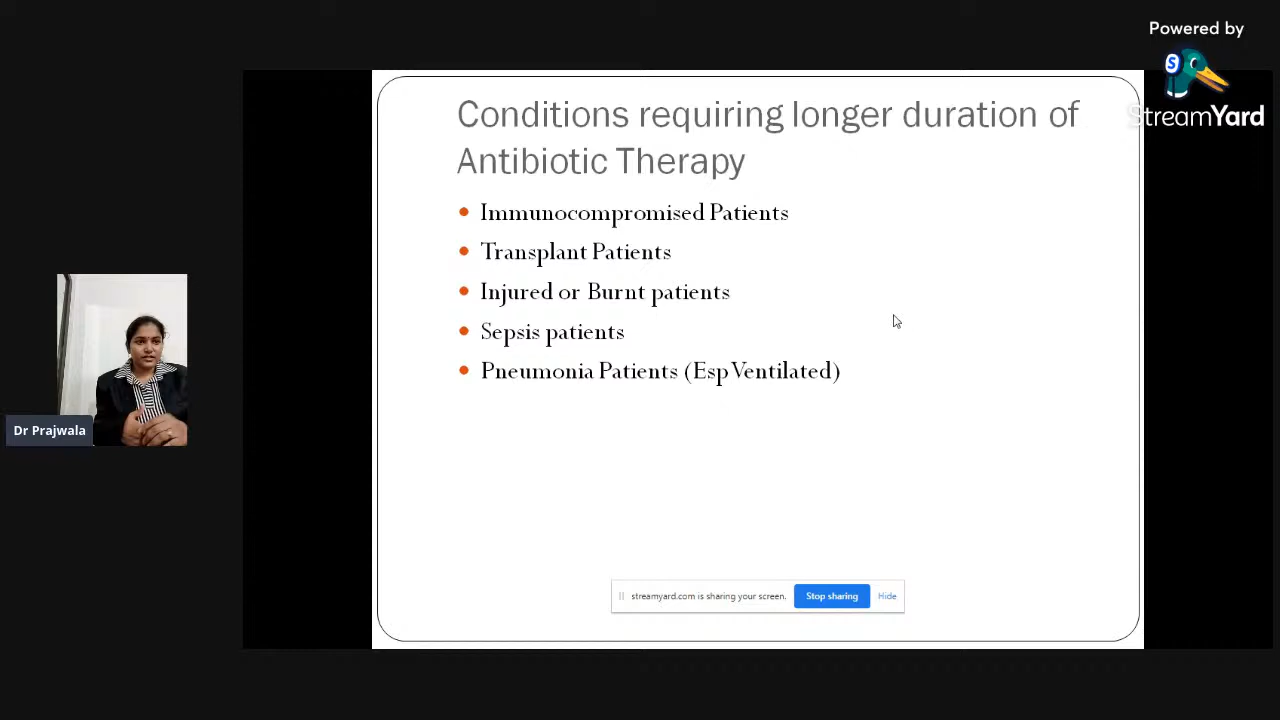 Powered by
S
StreamYard
Conditions requiring longer duration of
Antibiotic Therapy
• Immunocompromised Patients
• Transplant Patients
• Injured or Burnt patients
• Sepsis patients
• Pneumonia Patients (Esp Ventilated)
Dr Prajwala
streamyard.com is sharing your screen. Stop sharing Hide